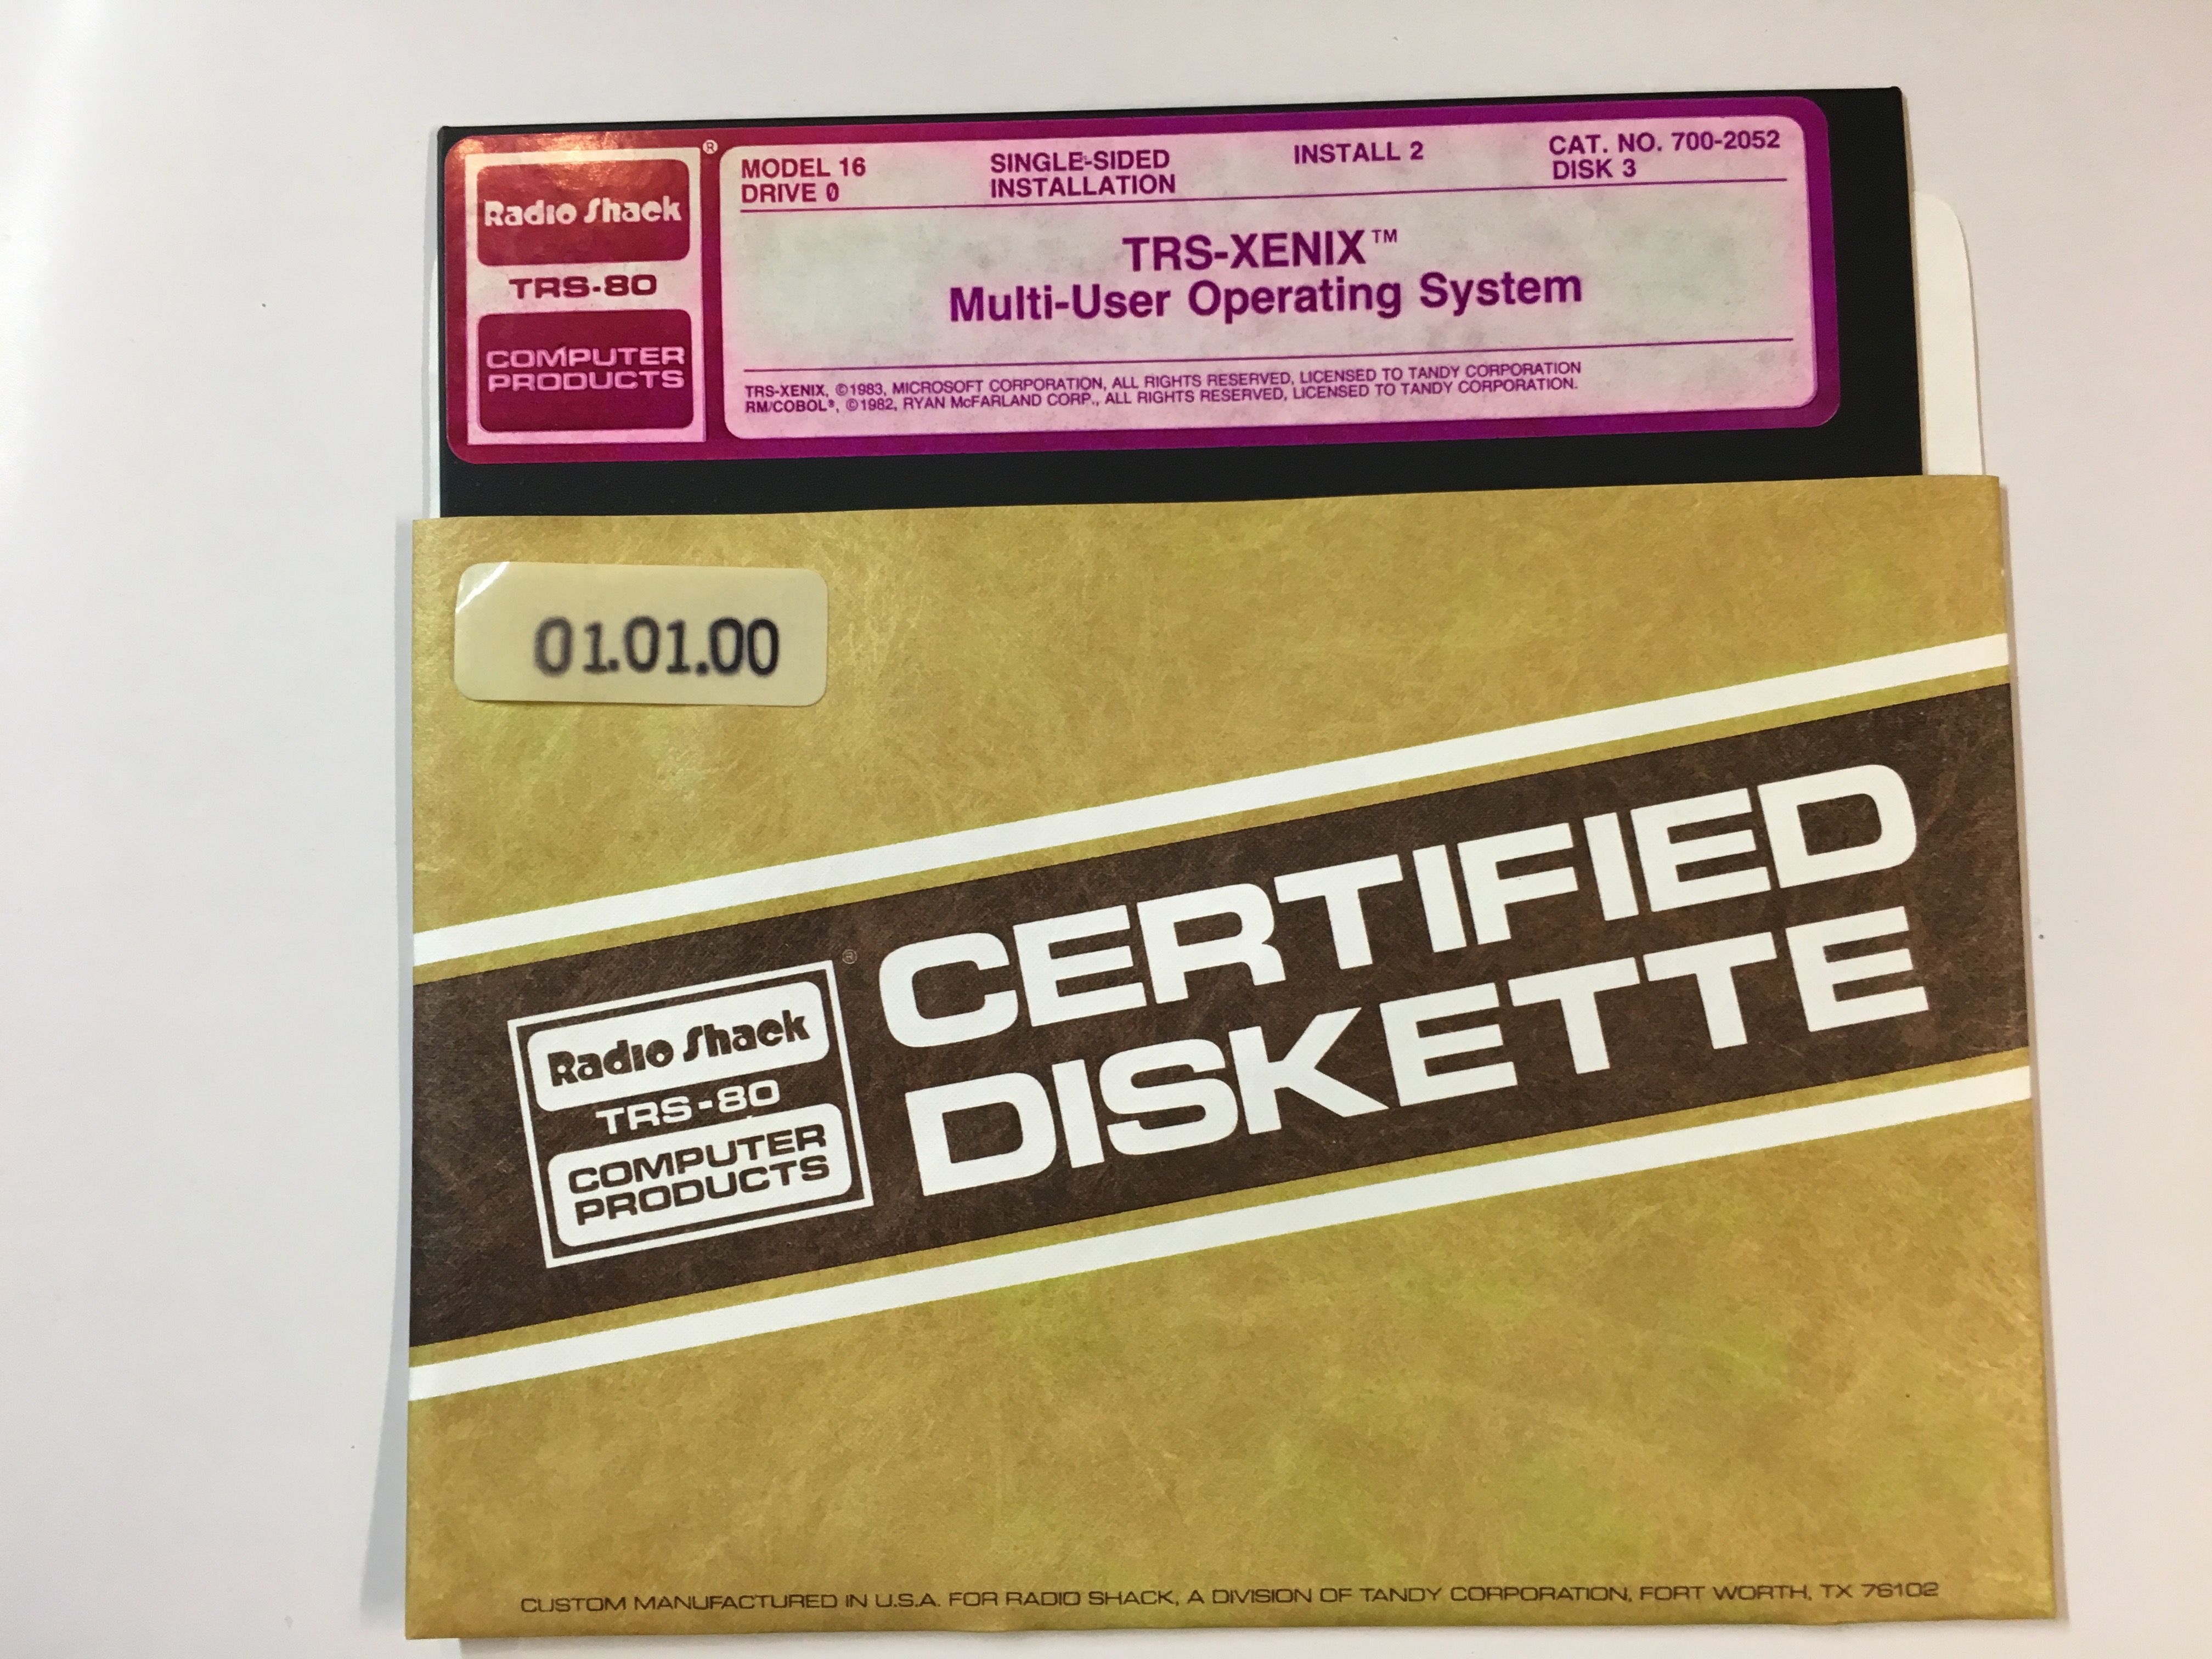 Radio Shack
®
TRS-80
COMPUTER
PRODUCTS
MODEL 16
DRIVE 0
SINGLE-SIDED
INSTALLATION
INSTALL 2
CAT. NO. 700-2052
DISK 3
TRS-XENIX™
Multi-User Operating System
TRS-XENIX, ©1983, MICROSOFT CORPORATION, ALL RIGHTS RESERVED, LICENSED TO TANDY CORPORATION
RM/COBOL®, ©1982, RYAN McFARLAND CORP., ALL RIGHTS RESERVED, LICENSED TO TANDY CORPORATION.
01.01.00
Radio Shack
®
TRS-80
COMPUTER
PRODUCTS
CERTIFIED
DISKETTE
CUSTOM MANUFACTURED IN U.S.A. FOR RADIO SHACK, A DIVISION OF TANDY CORPORATION, FORT WORTH, TX 76102